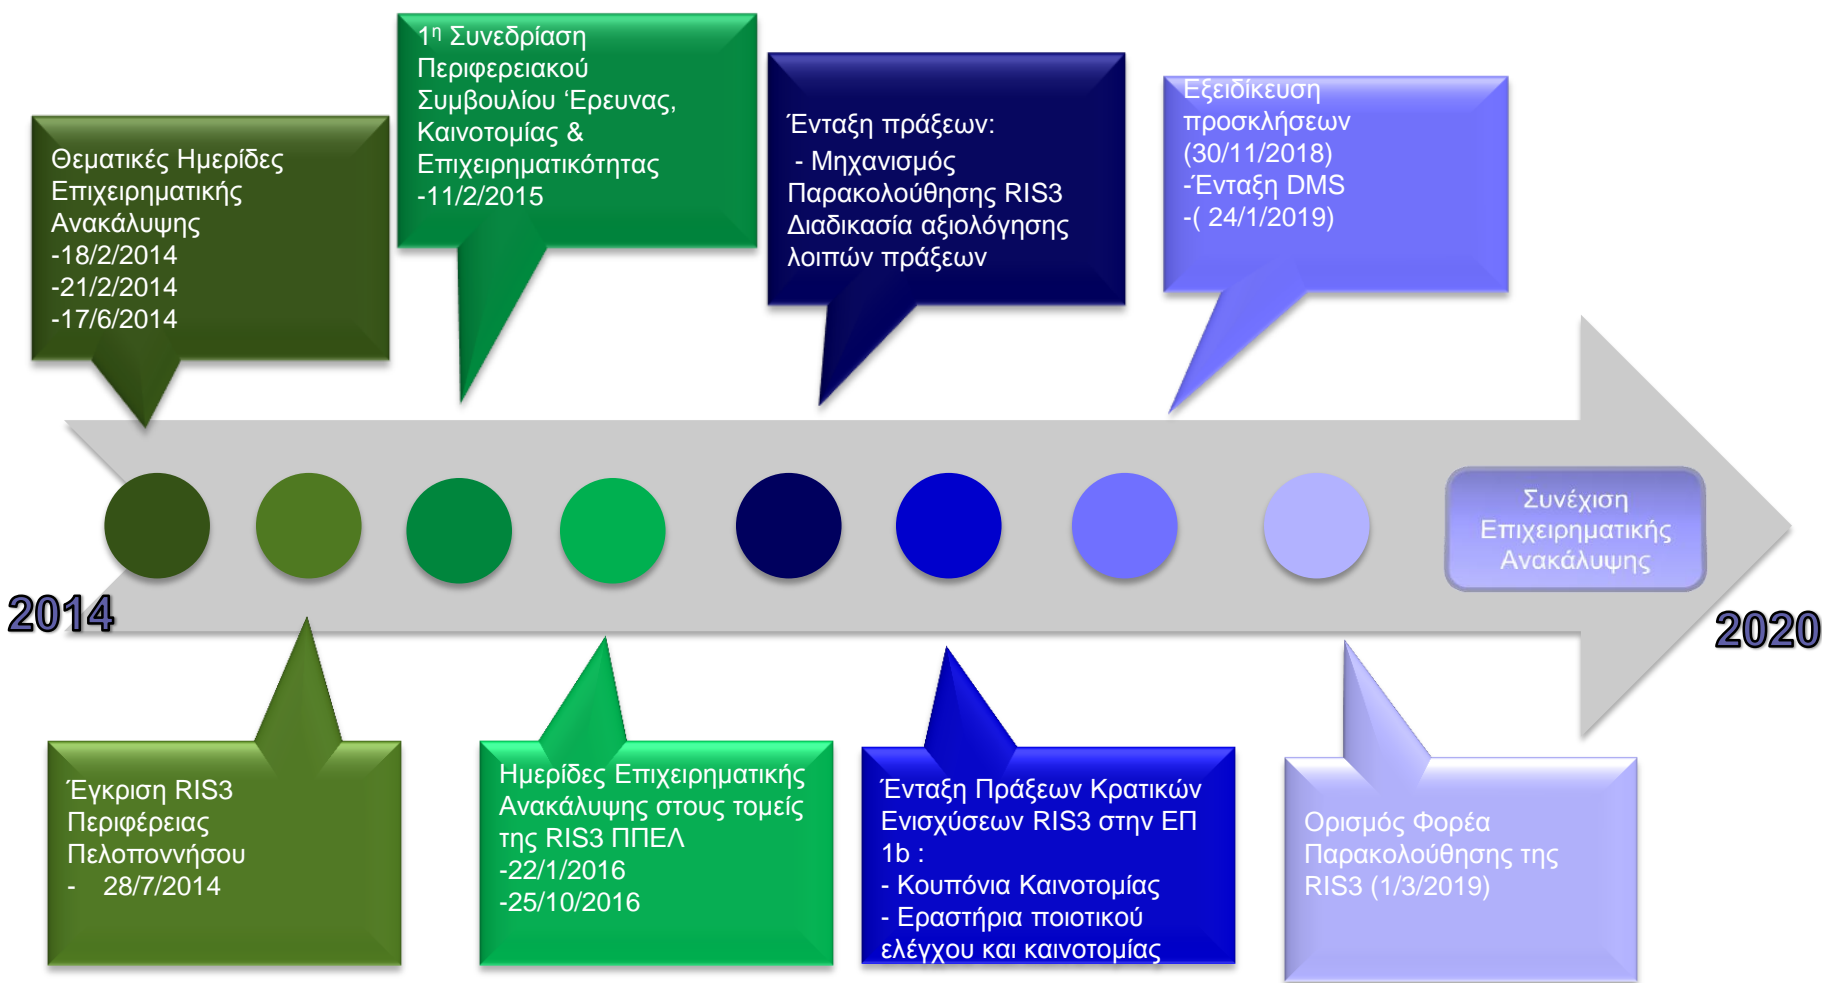 Θεματικές Ημερίδες
Επιχειρηματικής
Ανακάλυψης
-18/2/2014
-21/2/2014
-17/6/2014
1η Συνεδρίαση
Περιφερειακού
Συμβουλίου ‘Ερευνας,
Καινοτομίας &
Επιχειρηματικότητας
-11/2/2015
Ένταξη πράξεων:
- Μηχανισμός
Παρακολούθησης RIS3
Διαδικασία αξιολόγησης
λοιπών πράξεων
Εξειδίκευση
προσκλήσεων
(30/11/2018)
-Ένταξη DMS
-( 24/1/2019)
Συνέχιση
Επιχειρηματικής
Ανακάλυψης
2014
2020
Έγκριση RIS3
Περιφέρειας
Πελοποννήσου
- 28/7/2014
Ημερίδες Επιχειρηματικής
Ανακάλυψης στους τομείς
της RIS3 ΠΠΕΛ
-22/1/2016
-25/10/2016
Ένταξη Πράξεων Κρατικών
Ενισχύσεων RIS3 στην ΕΠ
1b :
- Κουπόνια Καινοτομίας
- Εραστήρια ποιοτικού
ελέγχου και καινοτομίας
Ορισμός Φορέα
Παρακολούθησης της
RIS3 (1/3/2019)